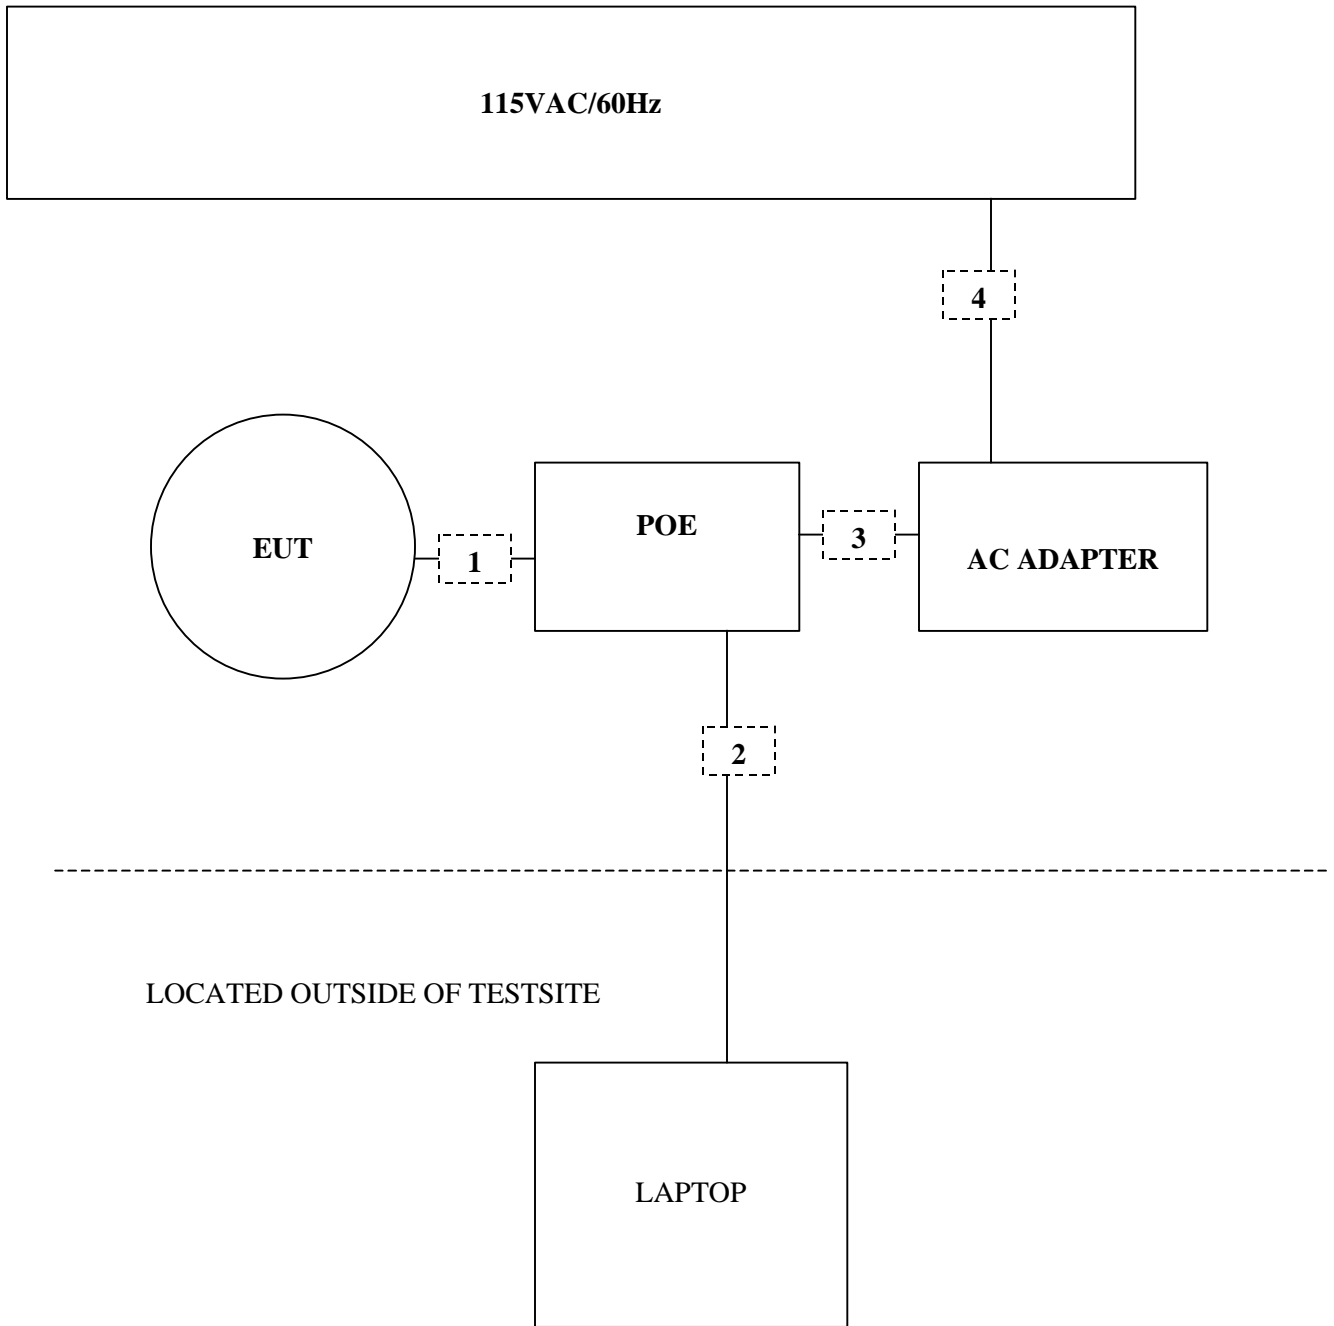 115VAC/60Hz
4
EUT
1
POE
3
AC ADAPTER
2
LOCATED OUTSIDE OF TESTSITE
LAPTOP